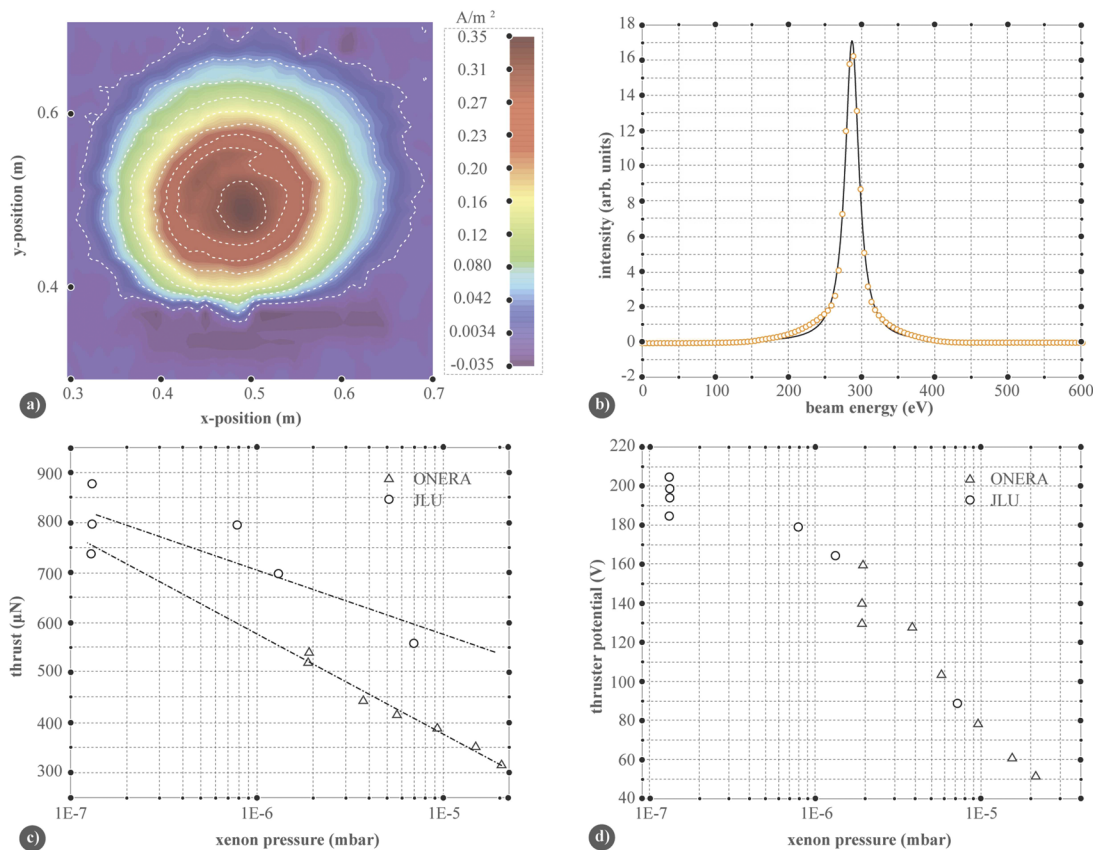 A/m²
0.35
0.31
0.27
0.23
0.20
0.16
0.12
0.080
0.042
0.0034
-0.035
0.6
0.4
y-position (m)
0.3
0.4
0.5
0.6
0.7
x-position (m)
a)
18
16
14
12
10
8
6
4
2
0
-2
intensity (arb. units)
0
100
200
300
400
500
600
beam energy (eV)
b)
900
800
700
600
500
400
300
thrust (µN)
ONERA
JLU
1E-7
1E-6
1E-5
xenon pressure (mbar)
c)
220
200
180
160
140
120
100
80
60
40
thruster potential (V)
ONERA
JLU
1E-7
1E-6
1E-5
xenon pressure (mbar)
d)